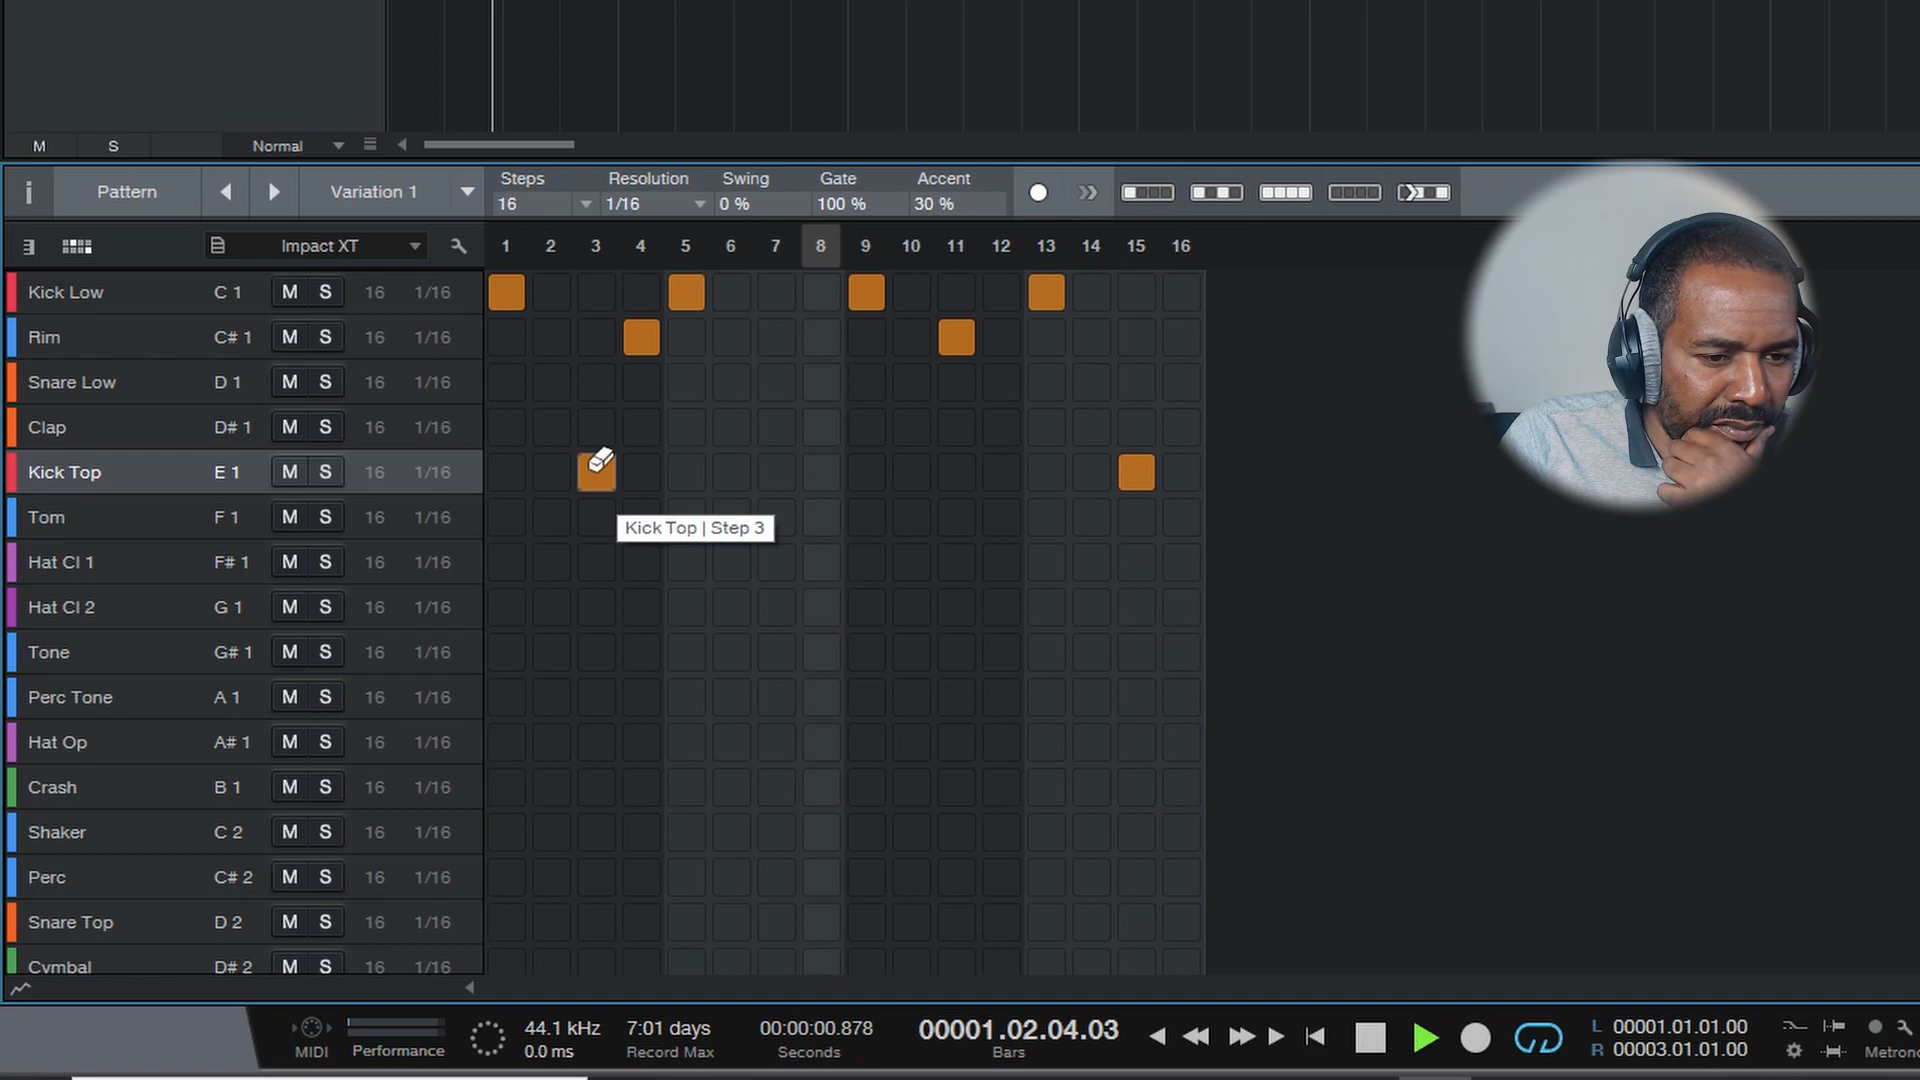 M S Normal
Steps Resolution Swing Gate Accent
i Pattern Variation 1 16 1/16 0 % 100 % 30 %
Impact XT 1 2 3 4 5 6 7 8 9 10 11 12 13 14 15 16
Kick Low C 1 M S 16 1/16
Rim C# 1 M S 16 1/16
Snare Low D 1 M S 16 1/16
Clap D# 1 M S 16 1/16
Kick Top E 1 M S 16 1/16
Tom F 1 M S 16 1/16
Kick Top | Step 3
Hat Cl 1 F# 1 M S 16 1/16
Hat Cl 2 G 1 M S 16 1/16
Tone G# 1 M S 16 1/16
Perc Tone A 1 M S 16 1/16
Hat Op A# 1 M S 16 1/16
Crash B 1 M S 16 1/16
Shaker C 2 M S 16 1/16
Perc C# 2 M S 16 1/16
Snare Top D 2 M S 16 1/16
Cymbal D# 2 M S 16 1/16
44.1 kHz 7:01 days 00:00:00.878 00001.02.04.03 L 00001.01.01.00
MIDI Performance 0.0 ms Record Max Seconds Bars R 00003.01.01.00 Metron